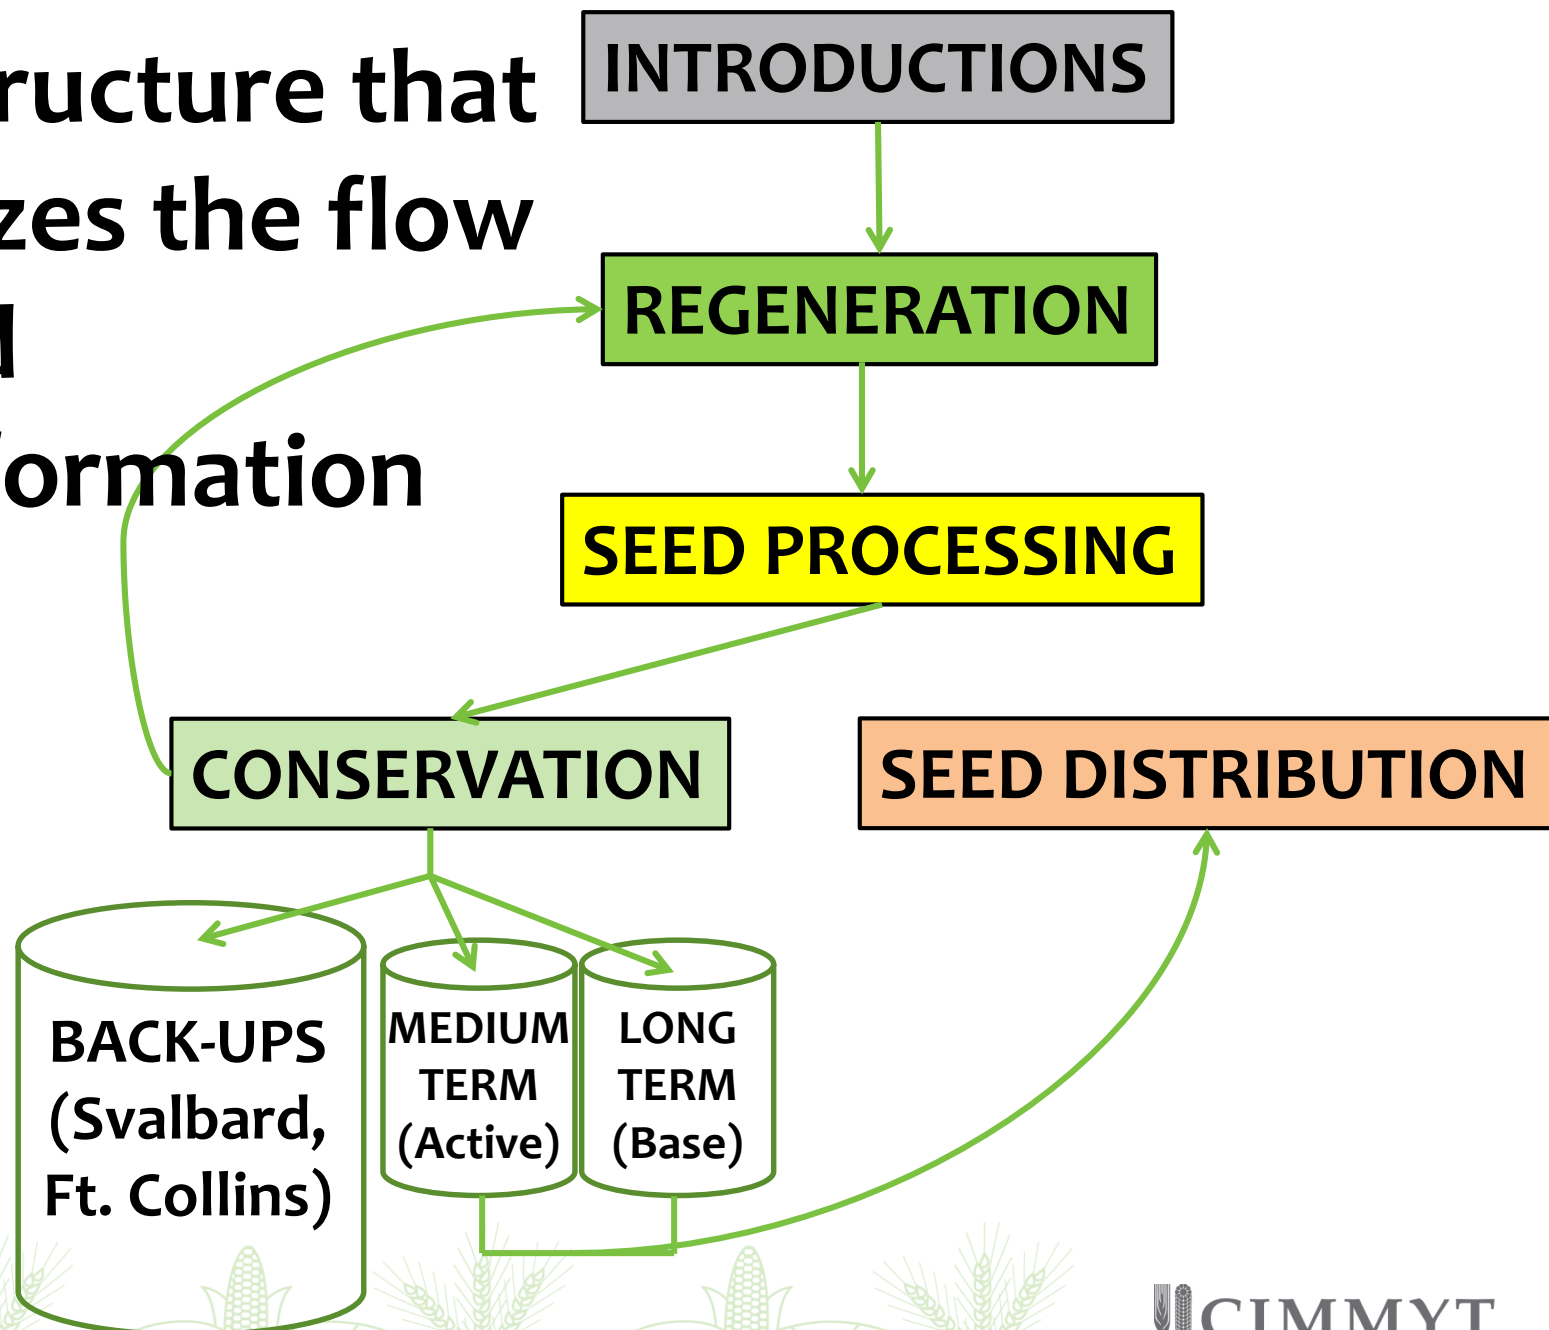 ructure that
zes the flow
formation
INTRODUCTIONS
REGENERATION
SEED PROCESSING
CONSERVATION
SEED DISTRIBUTION
BACK-UPS
(Svalbard,
Ft. Collins)
MEDIUM
TERM
(Active)
LONG
TERM
(Base)
CIMMYT